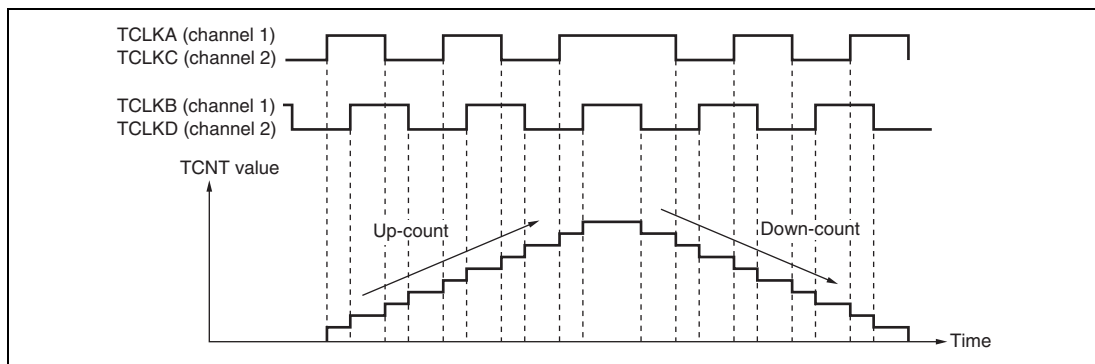 TCLKA (channel 1)
TCLKC (channel 2)
TCLKB (channel 1)
TCLKD (channel 2)
TCNT value
Up-count
Down-count
Time